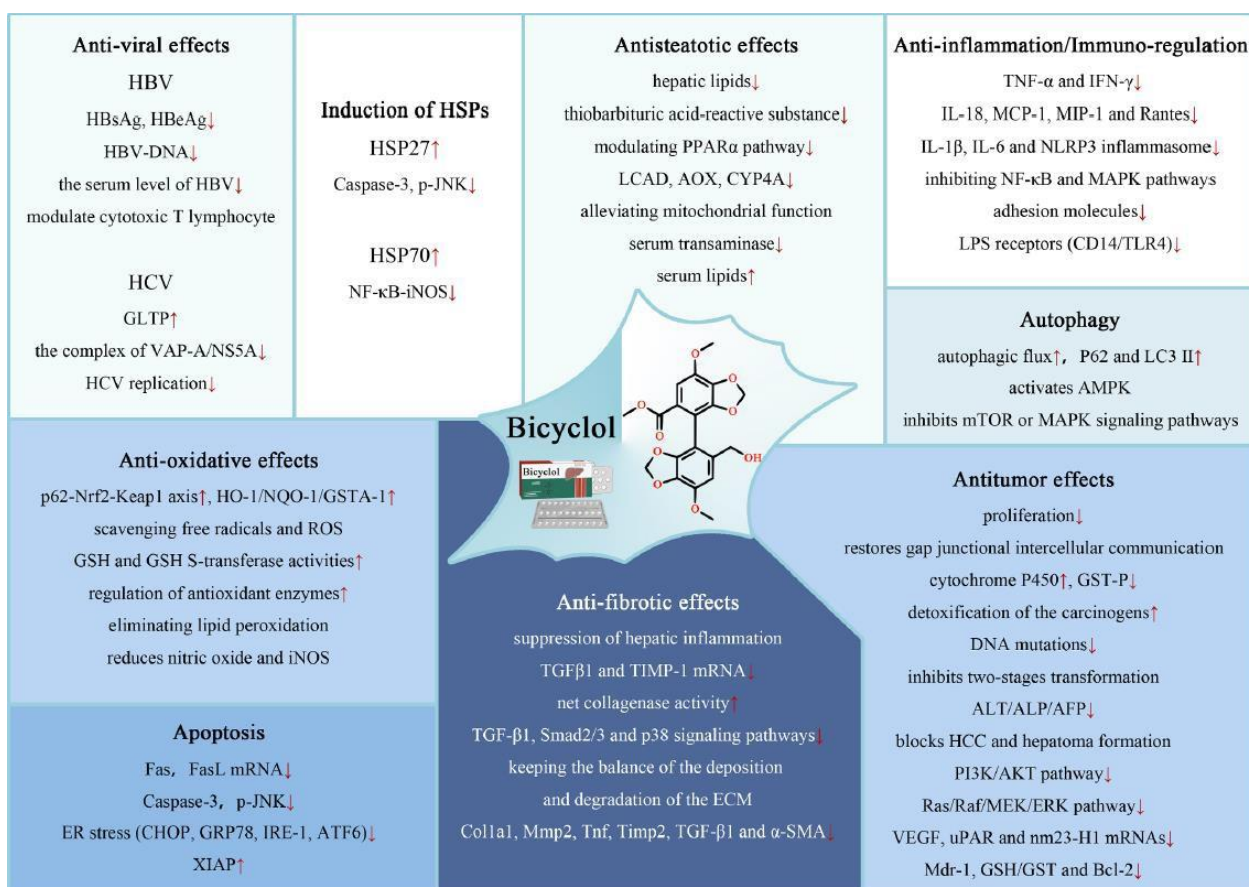 Anti-viral effects
HBV
HBsAg, HBeAg↓
HBV-DNA↓
the serum level of HBV↓
modulate cytotoxic T lymphocyte
HCV
GLTP↑
the complex of VAP-A/NS5A↓
HCV replication↓
Induction of HSPs
HSP27↑
Caspase-3, p-JNK↓
HSP70↑
NF-κB-iNOS↓
Antisteatotic effects
hepatic lipids↓
thiobarbituric acid-reactive substance↓
modulating PPARα pathway↓
LCAD, AOX, CYP4A↓
alleviating mitochondrial function
serum transaminase↓
serum lipids↑
Anti-inflammation/Immuno-regulation
TNF-α and IFN-γ↓
IL-18, MCP-1, MIP-1 and Rantes↓
IL-1β, IL-6 and NLRP3 inflammasome↓
inhibiting NF-κB and MAPK pathways
adhesion molecules↓
LPS receptors (CD14/TLR4)↓
Autophagy
autophagic flux↑, P62 and LC3 II↑
activates AMPK
inhibits mTOR or MAPK signaling pathways
Bicyclol
Bicyclol
O
O
O
O
O
O
OH
O
O
Anti-oxidative effects
p62-Nrf2-Keap1 axis↑, HO-1/NQO-1/GSTA-1↑
scavenging free radicals and ROS
GSH and GSH S-transferase activities↑
regulation of antioxidant enzymes↑
eliminating lipid peroxidation
reduces nitric oxide and iNOS
Apoptosis
Fas, FasL mRNA↓
Caspase-3, p-JNK↓
ER stress (CHOP, GRP78, IRE-1, ATF6)↓
XIAP↑
Anti-fibrotic effects
suppression of hepatic inflammation
TGFβ1 and TIMP-1 mRNA↓
net collagenase activity↑
TGF-β1, Smad2/3 and p38 signaling pathways↓
keeping the balance of the deposition
and degradation of the ECM
Col1a1, Mmp2, Tnf, Timp2, TGF-β1 and α-SMA↓
Antitumor effects
proliferation↓
restores gap junctional intercellular communication
cytochrome P450↑, GST-P↓
detoxification of the carcinogens↑
DNA mutations↓
inhibits two-stages transformation
ALT/ALP/AFP↓
blocks HCC and hepatoma formation
PI3K/AKT pathway↓
Ras/Raf/MEK/ERK pathway↓
VEGF, uPAR and nm23-H1 mRNAs↓
Mdr-1, GSH/GST and Bcl-2↓